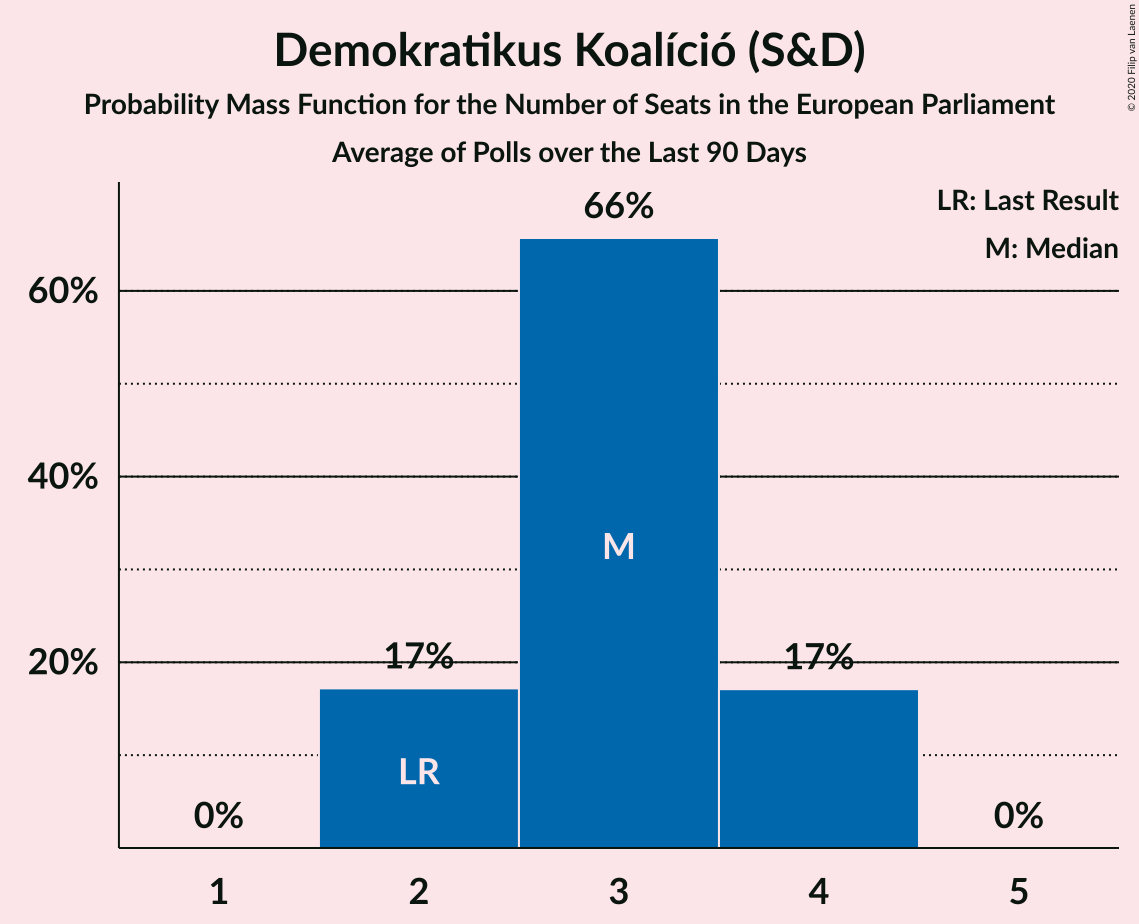 Demokratikus Koalíció (S&D)
Probability Mass Function for the Number of Seats in the European Parliament
Average of Polls over the Last 90 Days
© 2020 Filip van Laenen
LR: Last Result
M: Median
66%
60%
40%
M
17%
17%
20%
LR
0%
0%
1 2 3 4 5